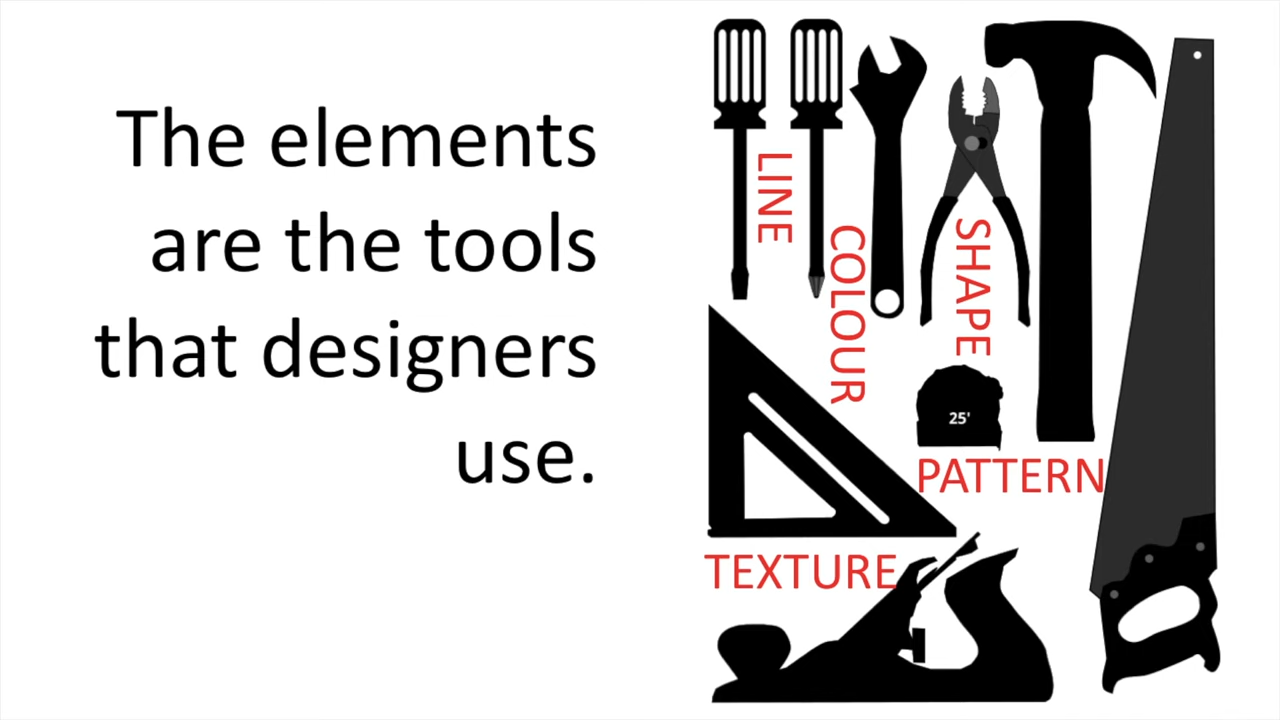 The elements
are the tools
that designers
use.
LINE
COLOUR
SHAPE
25'
PATTERN
TEXTURE